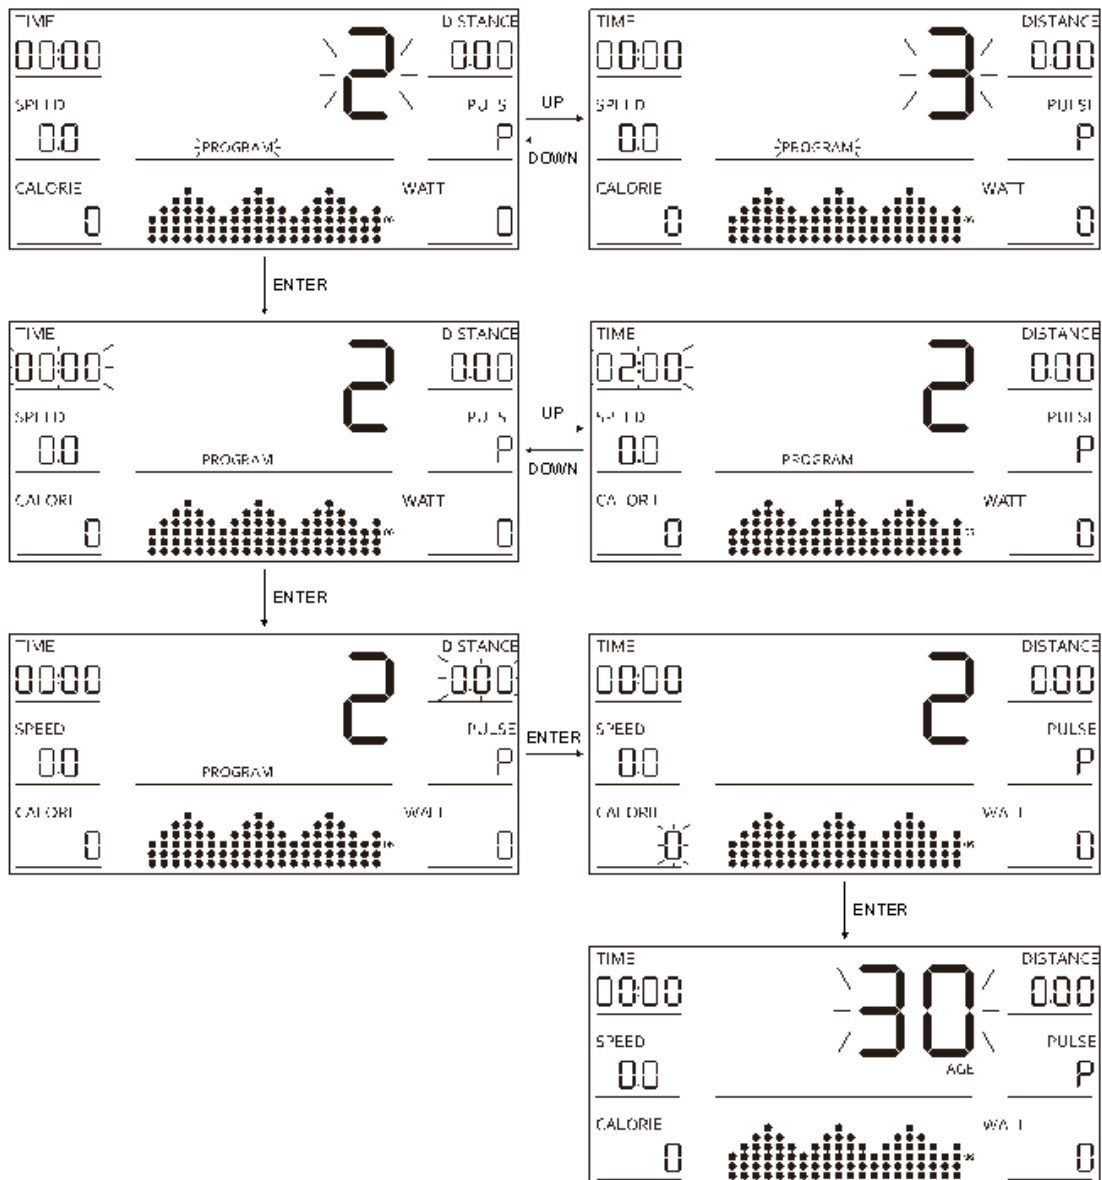 TIME
DISTANCE
00:00
2
0.00
SPEED
PULSE
0.0
P
PROGRAM
CALORIE
WATT
0
0
UP
DOWN
TIME
DISTANCE
00:00
3
0.00
SPEED
PULSE
0.0
P
PROGRAM
CALORIE
WATT
0
0
ENTER
TIME
DISTANCE
00:00
2
0.00
SPEED
PULSE
0.0
P
PROGRAM
CALORIE
WATT
0
0
UP
DOWN
TIME
DISTANCE
02:00
2
0.00
SPEED
PULSE
0.0
P
PROGRAM
CALORIE
WATT
0
0
ENTER
TIME
DISTANCE
00:00
2
0.00
SPEED
PULSE
0.0
P
PROGRAM
CALORIE
WATT
0
0
ENTER
TIME
DISTANCE
00:00
2
0.00
SPEED
PULSE
0.0
P
CALORIE
WATT
0
0
ENTER
TIME
DISTANCE
00:00
30
0.00
SPEED
PULSE
0.0
AGE
P
CALORIE
WATT
0
0